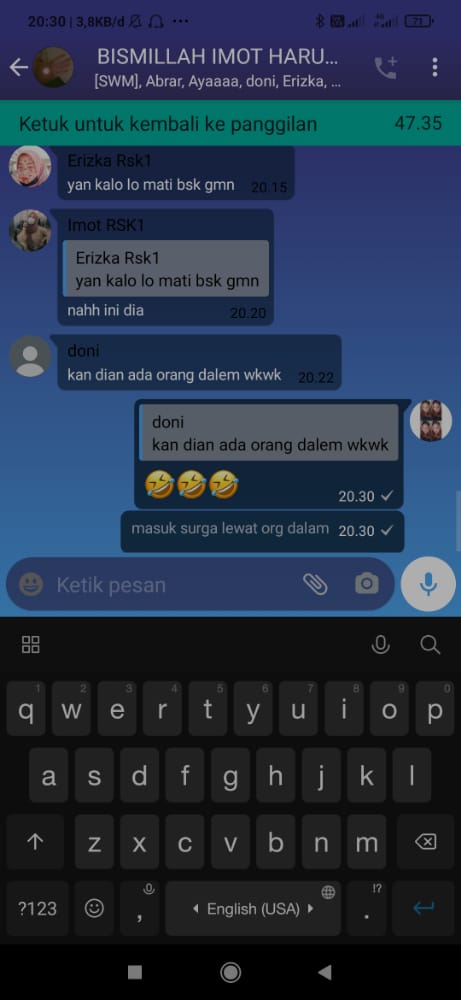 20:30 | 3,8KB/d
71
BISMILLAH IMOT HARU...
[SWM], Abrar, Ayaaaa, doni, Erizka, ...
Ketuk untuk kembali ke panggilan 47.35
Erizka Rsk1
yan kalo lo mati bsk gmn 20.15
Imot RSK1
Erizka Rsk1
yan kalo lo mati bsk gmn
nahh ini dia 20.20
doni
kan dian ada orang dalem wkwk 20.22
doni
kan dian ada orang dalem wkwk
🤣🤣🤣 20.30
masuk surga lewat org dalam 20.30
Ketik pesan
1 2 3 4 5 6 7 8 9 0
q w e r t y u i o p
a s d f g h j k l
z x c v b n m
?123 , English (USA) . !?